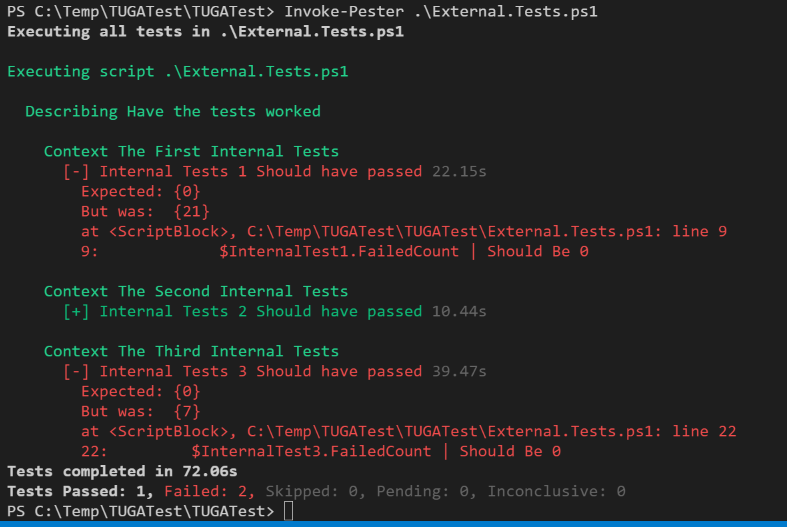 PS C:\Temp\TUGATest\TUGATest> Invoke-Pester .\External.Tests.ps1
Executing all tests in .\External.Tests.ps1
Executing script .\External.Tests.ps1
Describing Have the tests worked
Context The First Internal Tests
[-] Internal Tests 1 Should have passed 22.15s
Expected: {0}
But was:  {21}
at <ScriptBlock>, C:\Temp\TUGATest\TUGATest\External.Tests.ps1: line 9
9:             $InternalTest1.FailedCount | Should Be 0
Context The Second Internal Tests
[+] Internal Tests 2 Should have passed 10.44s
Context The Third Internal Tests
[-] Internal Tests 3 Should have passed 39.47s
Expected: {0}
But was:  {7}
at <ScriptBlock>, C:\Temp\TUGATest\TUGATest\External.Tests.ps1: line 22
22:         $InternalTest3.FailedCount | Should Be 0
Tests completed in 72.06s
Tests Passed: 1, Failed: 2, Skipped: 0, Pending: 0, Inconclusive: 0
PS C:\Temp\TUGATest\TUGATest>